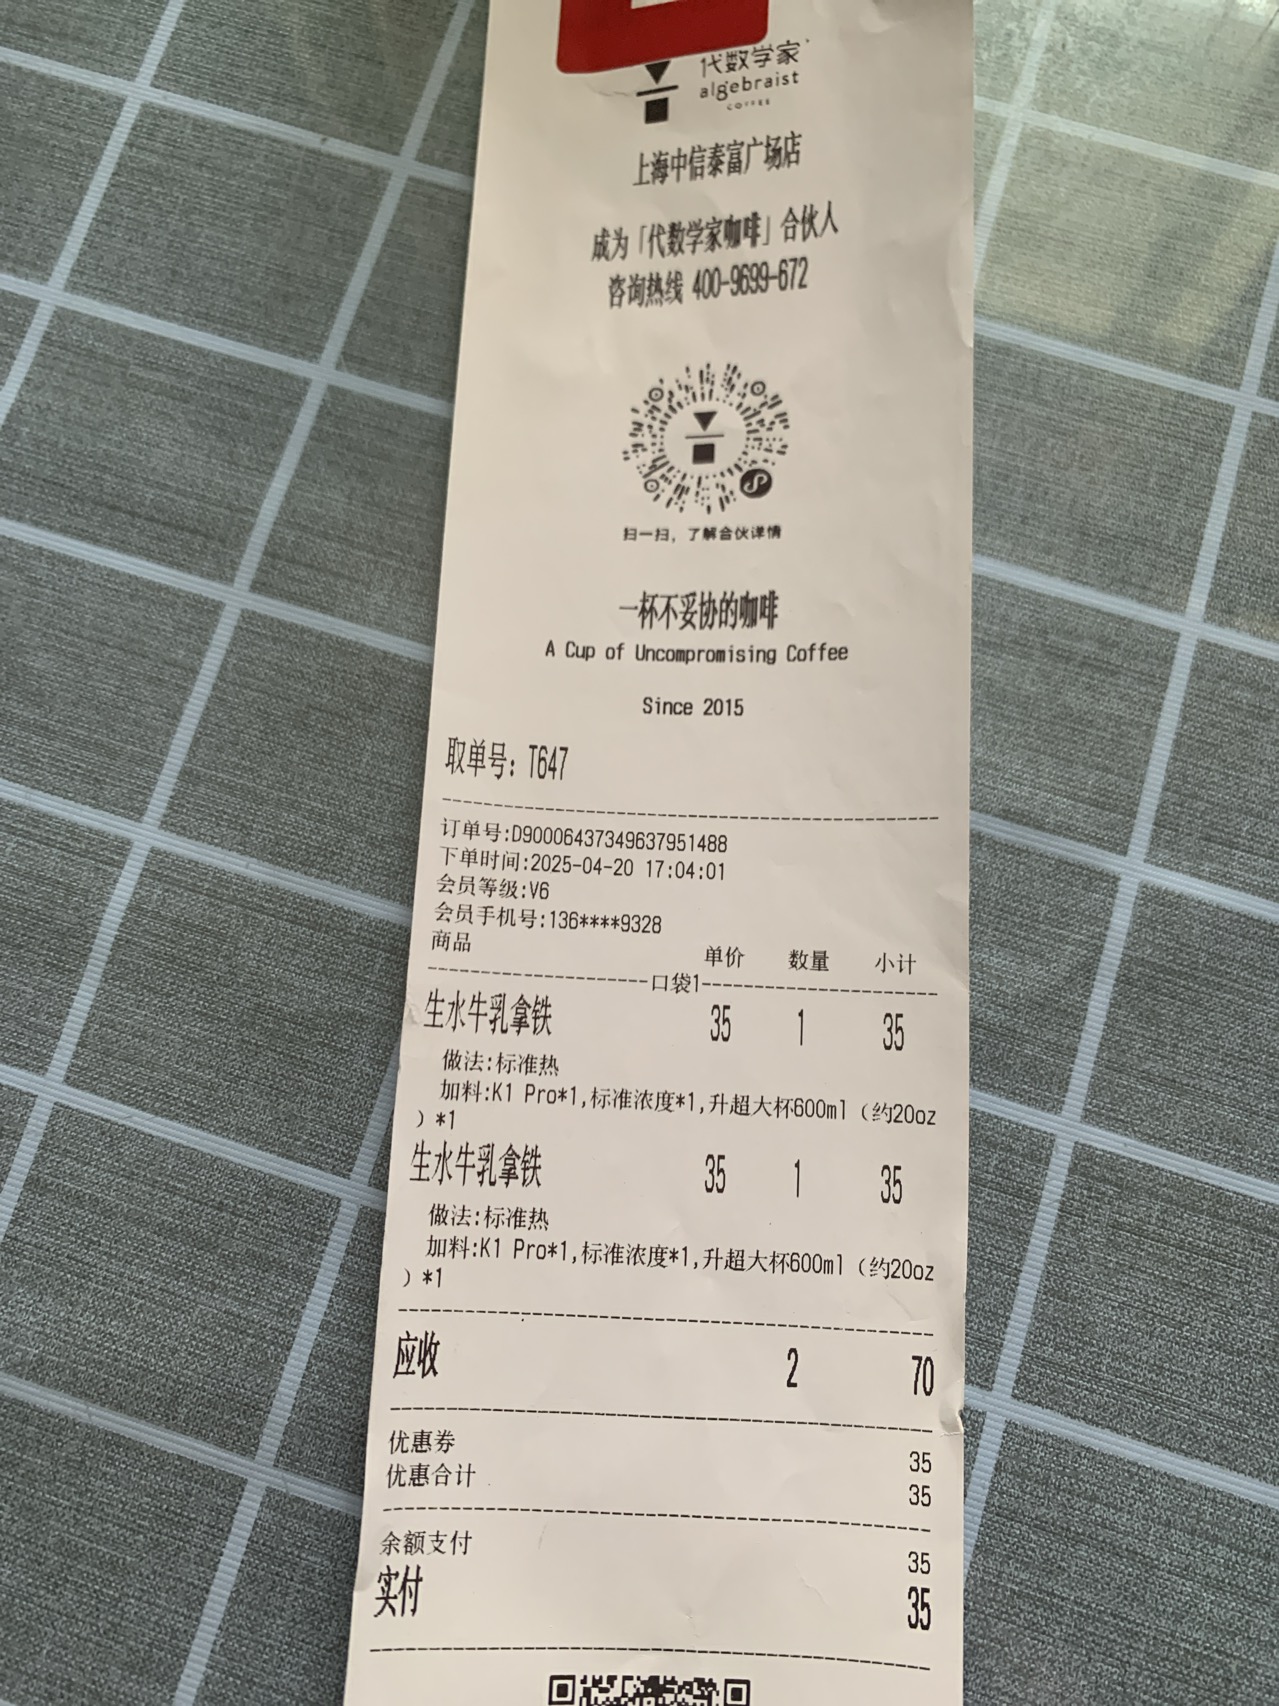 代数学家
algebraist
COFFEE
上海中信泰富广场店
成为「代数学家咖啡」合伙人
咨询热线 400-9699-672
扫一扫，了解合伙详情
一杯不妥协的咖啡
A Cup of Uncompromising Coffee
Since 2015
取单号: T647
订单号:D90006437349637951488
下单时间:2025-04-20 17:04:01
会员等级:V6
会员手机号:136****9328
商品 单价 数量 小计
口袋1
生水牛乳拿铁 35 1 35
做法:标准热
加料:K1 Pro*1,标准浓度*1,升超大杯600ml（约20oz
）*1
生水牛乳拿铁 35 1 35
做法:标准热
加料:K1 Pro*1,标准浓度*1,升超大杯600ml（约20oz
）*1
应收 2 70
优惠券 35
优惠合计 35
余额支付 35
实付 35